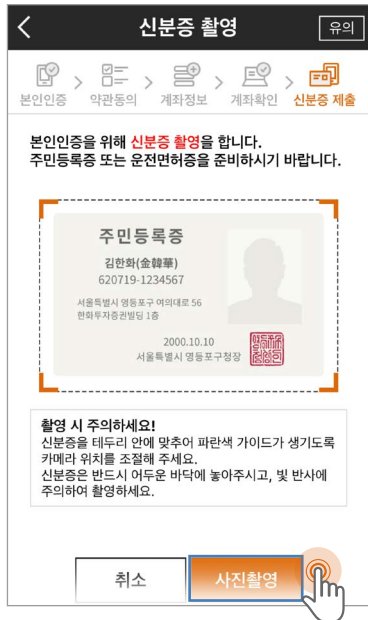 신분증 촬영
유의
본인인증
약관동의
계좌정보
계좌확인
신분증 제출
본인인증을 위해 신분증 촬영을 합니다.
주민등록증 또는 운전면허증을 준비하시기 바랍니다.
주민등록증
김한화(金韓華)
620719-1234567
서울특별시 영등포구 여의대로 56
한화투자증권빌딩 1층
2000.10.10
서울특별시 영등포구청장
촬영 시 주의하세요!
신분증을 테두리 안에 맞추어 파란색 가이드가 생기도록
카메라 위치를 조절해 주세요.
신분증은 반드시 어두운 바닥에 놓아주시고, 빛 반사에
주의하여 촬영하세요.
취소
사진촬영